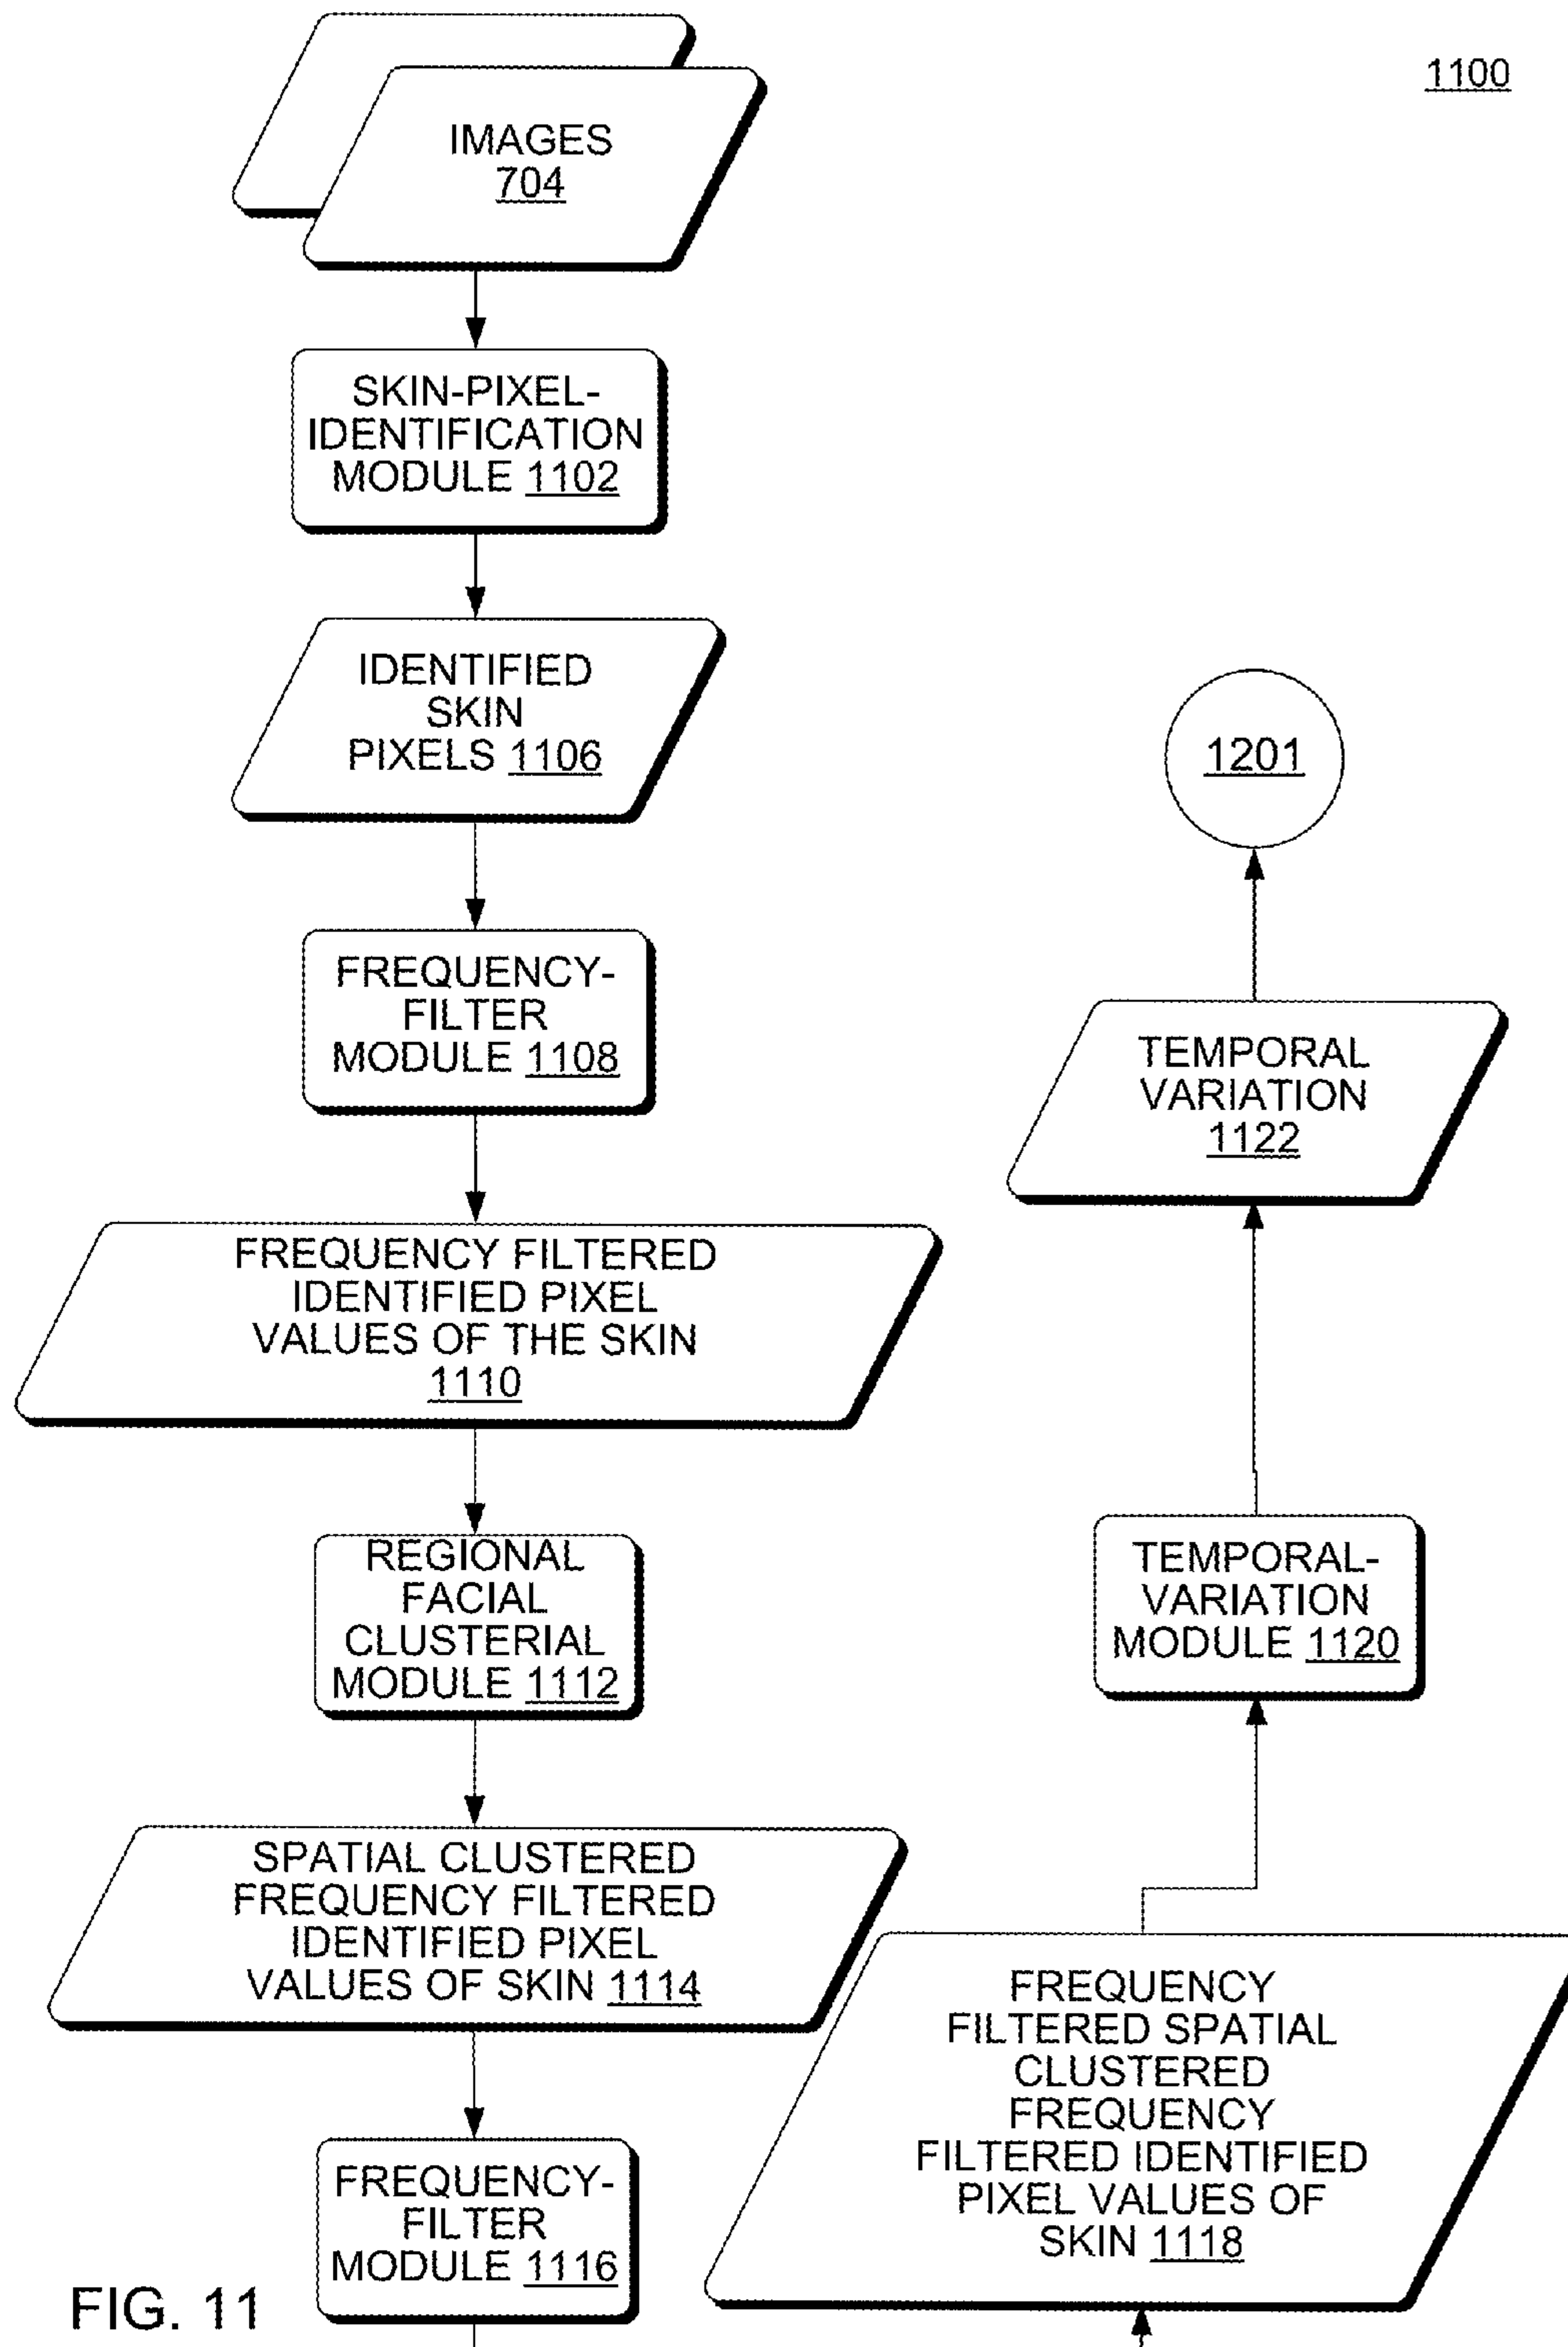 1100
IMAGES
704
SKIN-PIXEL-
IDENTIFICATION
MODULE 1102
IDENTIFIED
SKIN
PIXELS 1106
FREQUENCY-
FILTER
MODULE 1108
FREQUENCY FILTERED
IDENTIFIED PIXEL
VALUES OF THE SKIN
1110
REGIONAL
FACIAL
CLUSTERIAL
MODULE 1112
SPATIAL CLUSTERED
FREQUENCY FILTERED
IDENTIFIED PIXEL
VALUES OF SKIN 1114
FREQUENCY-
FILTER
MODULE 1116
FREQUENCY
FILTERED SPATIAL
CLUSTERED
FREQUENCY
FILTERED IDENTIFIED
PIXEL VALUES OF
SKIN 1118
TEMPORAL-
VARIATION
MODULE 1120
TEMPORAL
VARIATION
1122
1201
FIG. 11